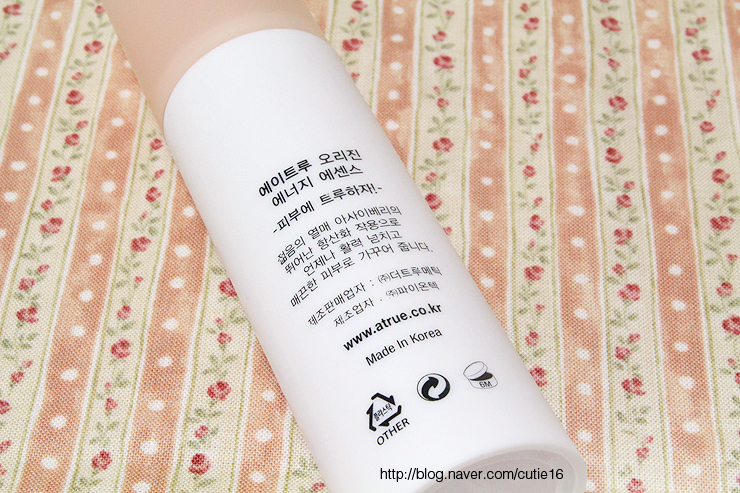 에이트루 오리진
에너지 에센스
-피부에 트루하자!-
젊음의 열매 아사이베리의
뛰어난 항산화 작용으로
언제나 활력 넘치고
매끈한 피부로 가꾸어 줍니다.
제조판매업자 : ㈜더트루메틱
제조업자 : ㈜파이온텍
www.atrue.co.kr
Made In Korea
플라스틱
OTHER
6M
http://blog.naver.com/cutie16